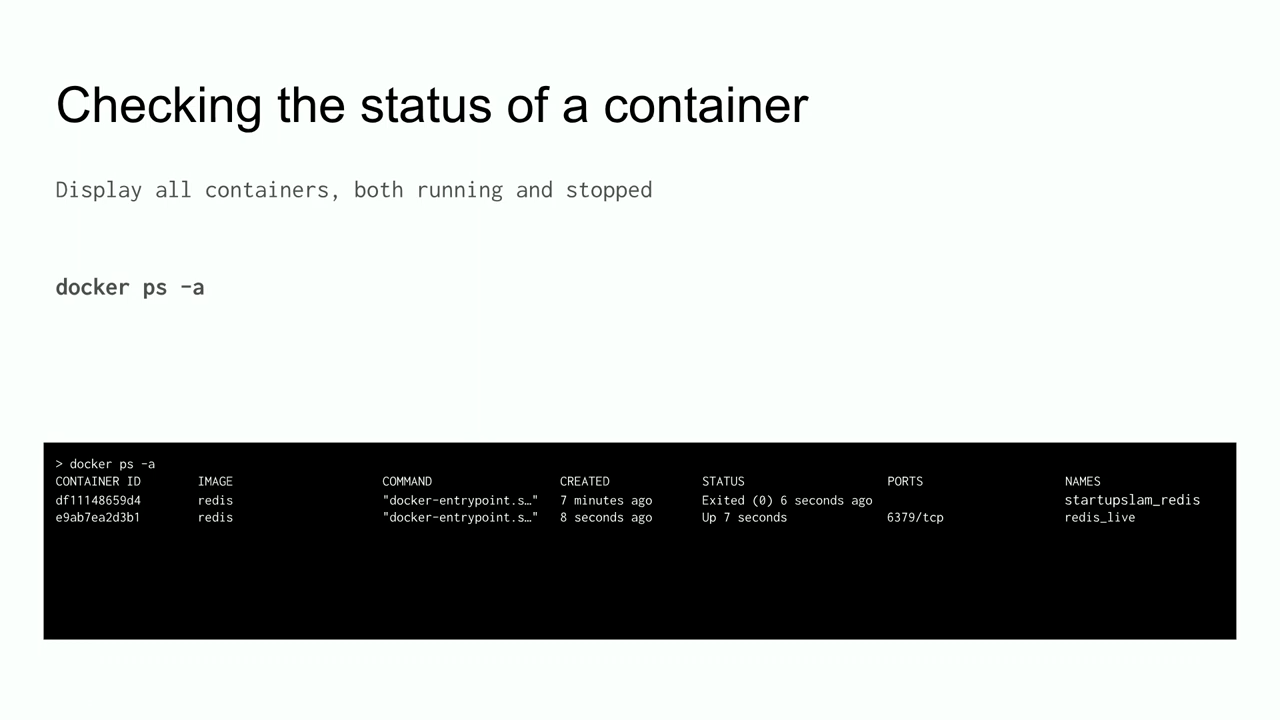 Checking the status of a container
Display all containers, both running and stopped
docker ps -a
> docker ps -a
CONTAINER ID IMAGE COMMAND CREATED STATUS PORTS NAMES
df11148659d4 redis "docker-entrypoint.s…" 7 minutes ago Exited (0) 6 seconds ago startupslam_redis
e9ab7ea2d3b1 redis "docker-entrypoint.s…" 8 seconds ago Up 7 seconds 6379/tcp redis_live